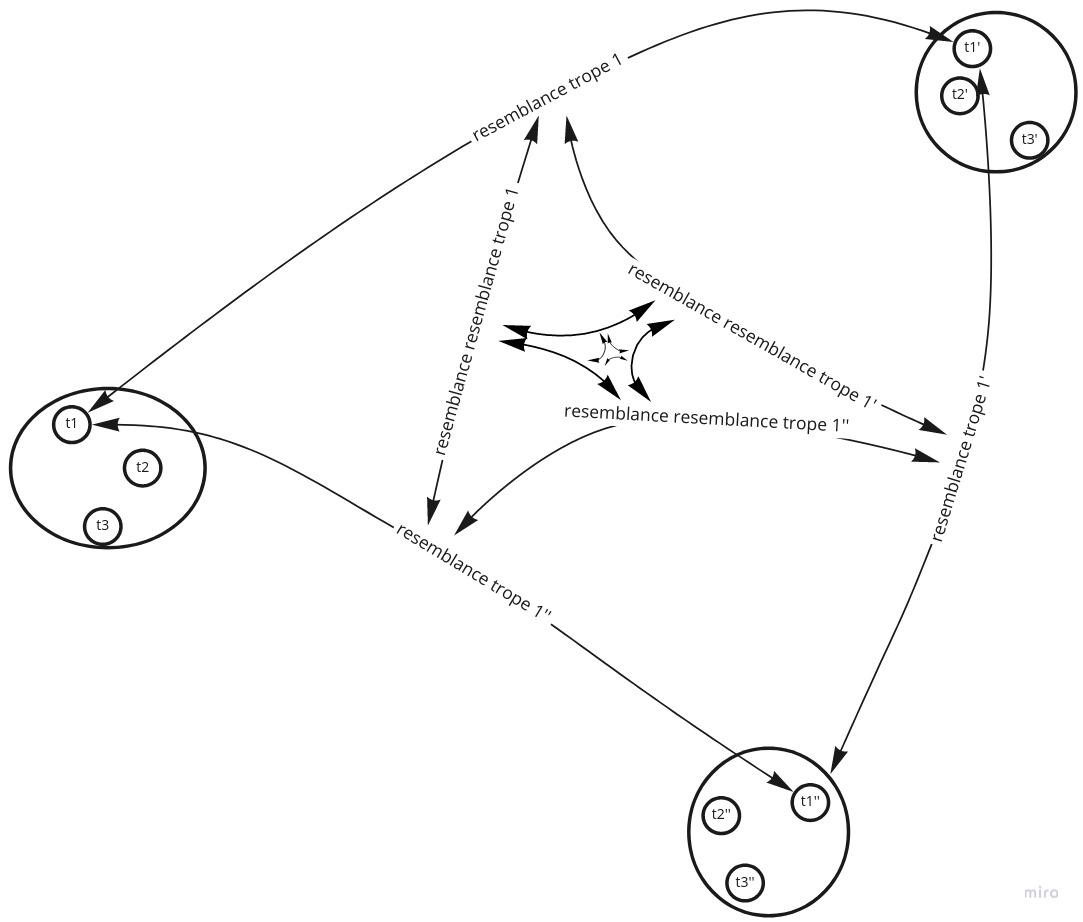 t1'
resemblance trope 1
t2'
t3'
resemblance resemblance trope 1
resemblance resemblance trope 1'
resemblance trope 1'
resemblance resemblance trope 1''
t1
t2
t3
resemblance trope 1''
t1''
t2''
t3''
miro